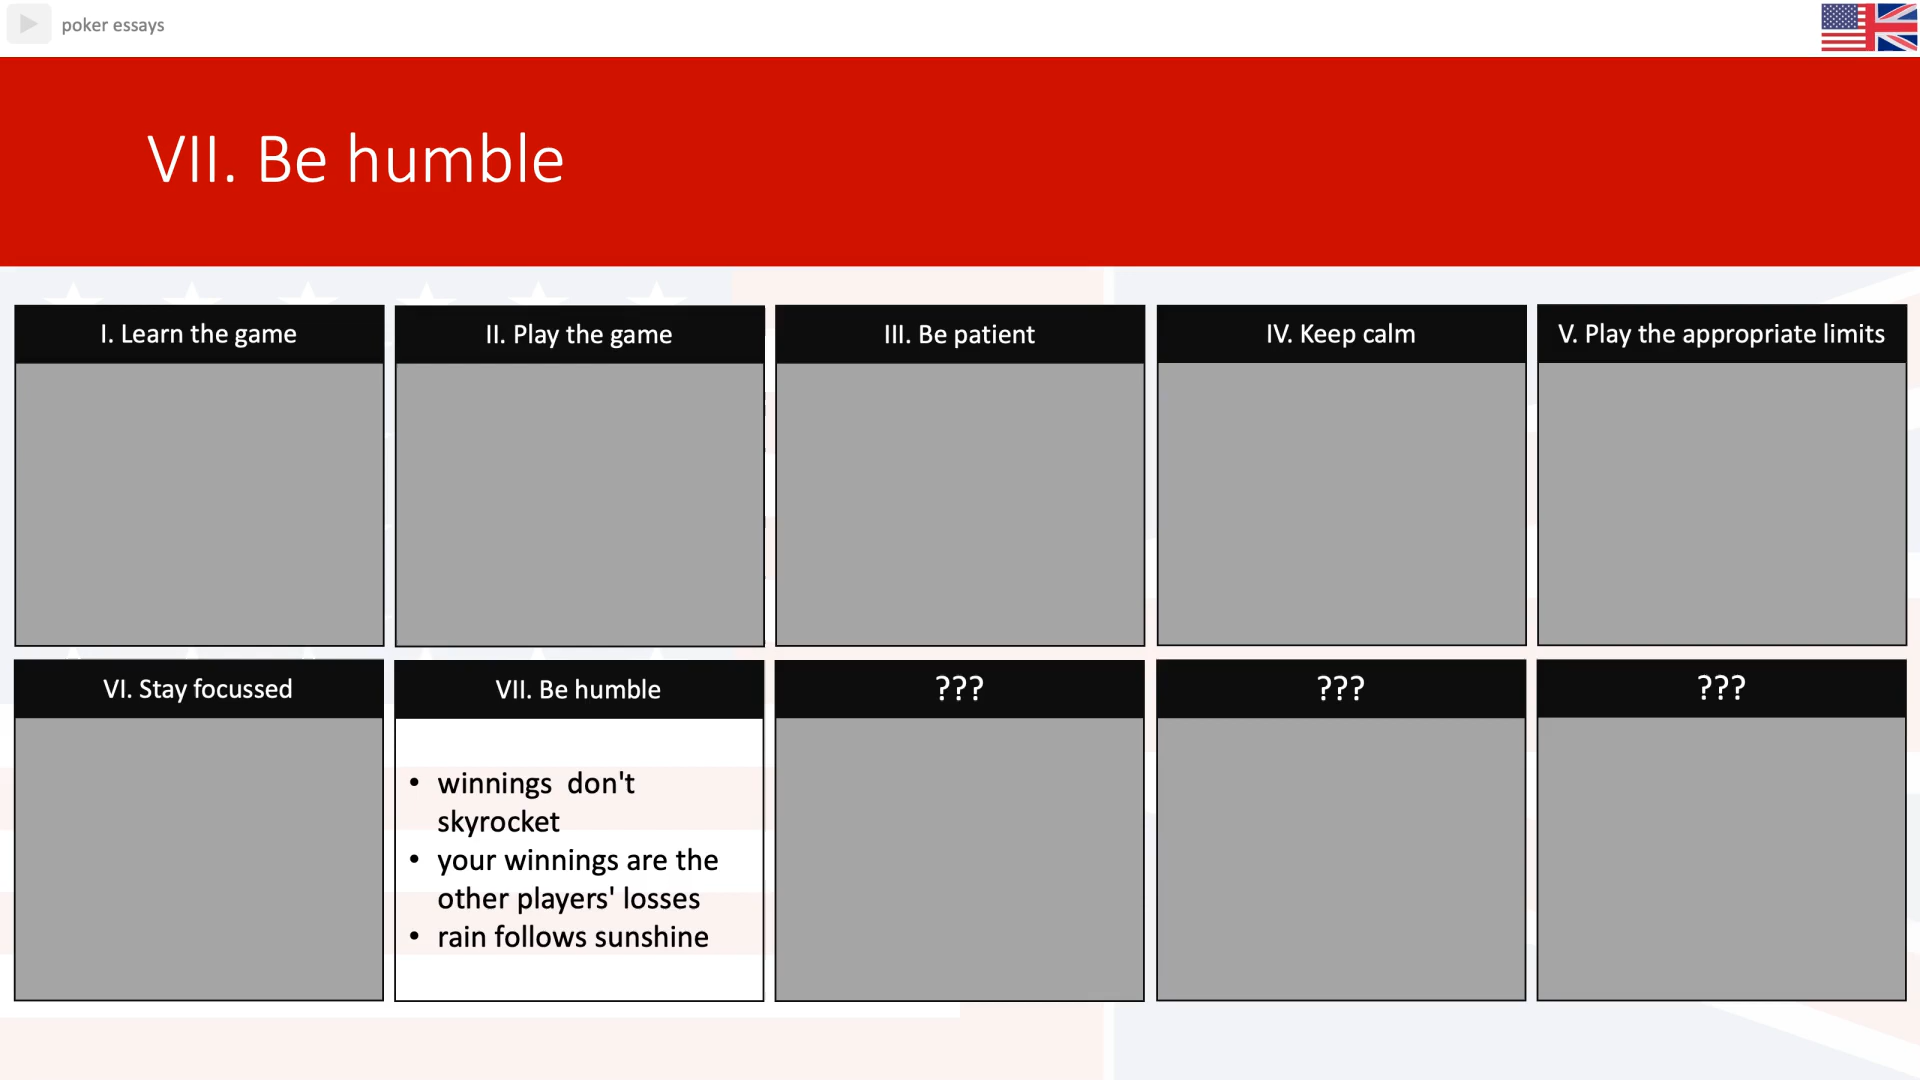 poker essays
VII. Be humble
I. Learn the game
II. Play the game
III. Be patient
IV. Keep calm
V. Play the appropriate limits
VI. Stay focussed
VII. Be humble
???
???
???
• winnings  don't
skyrocket
• your winnings are the
other players' losses
• rain follows sunshine